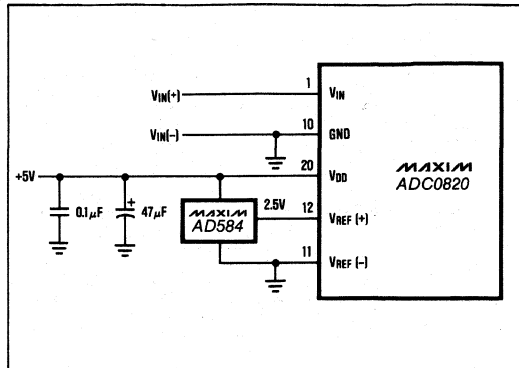 VIN(+)
1
VIN
VIN(−)
10
GND
+5V
20
VDD
MAXIM
ADC0820
0.1μF
+
47μF
MAXIM
AD584
2.5V
12
VREF (+)
11
VREF (−)